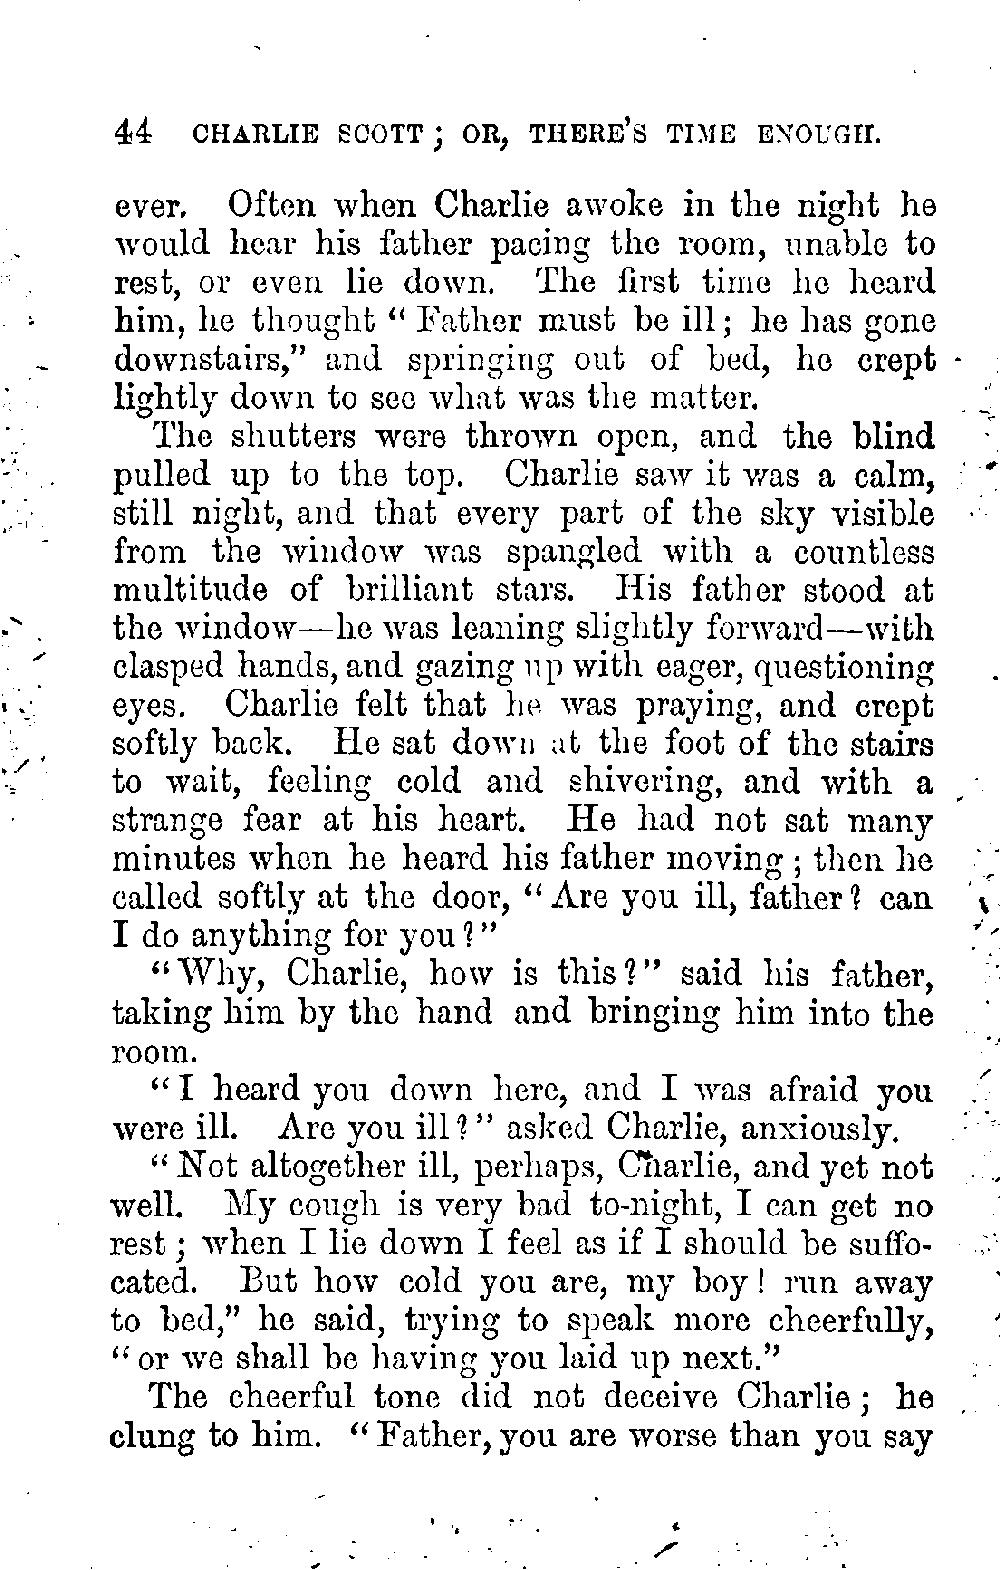 44 CHARLIE SCOTT; OR, THERE'S TIME ENOUGH.
ever. Often when Charlie awoke in the night he
would hear his father pacing the room, unable to
rest, or even lie down. The first time he heard
him, he thought "Father must be ill; he has gone
downstairs," and springing out of bed, he crept
lightly down to see what was the matter.
The shutters were thrown open, and the blind
pulled up to the top. Charlie saw it was a calm,
still night, and that every part of the sky visible
from the window was spangled with a countless
multitude of brilliant stars. His father stood at
the window—he was leaning slightly forward—with
clasped hands, and gazing up with eager, questioning
eyes. Charlie felt that he was praying, and crept
softly back. He sat down at the foot of the stairs
to wait, feeling cold and shivering, and with a
strange fear at his heart. He had not sat many
minutes when he heard his father moving; then he
called softly at the door, "Are you ill, father? can
I do anything for you?"
"Why, Charlie, how is this?" said his father,
taking him by the hand and bringing him into the
room.
"I heard you down here, and I was afraid you
were ill. Are you ill?" asked Charlie, anxiously.
"Not altogether ill, perhaps, Charlie, and yet not
well. My cough is very bad to-night, I can get no
rest; when I lie down I feel as if I should be suffo-
cated. But how cold you are, my boy! run away
to bed," he said, trying to speak more cheerfully,
"or we shall be having you laid up next."
The cheerful tone did not deceive Charlie; he
clung to him. "Father, you are worse than you say